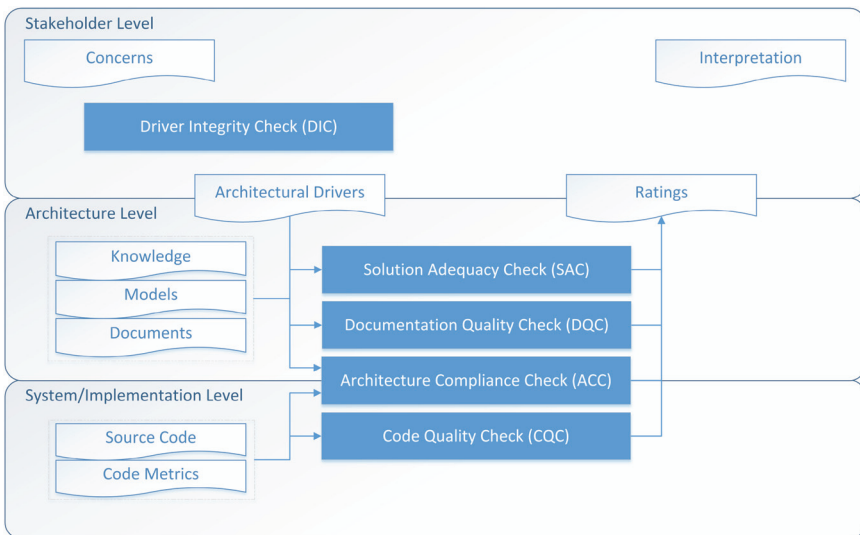 Stakeholder Level
Concerns
Interpretation
Driver Integrity Check (DIC)
Architectural Drivers
Ratings
Architecture Level
Knowledge
Models
Documents
Solution Adequacy Check (SAC)
Documentation Quality Check (DQC)
Architecture Compliance Check (ACC)
System/Implementation Level
Source Code
Code Metrics
Code Quality Check (CQC)